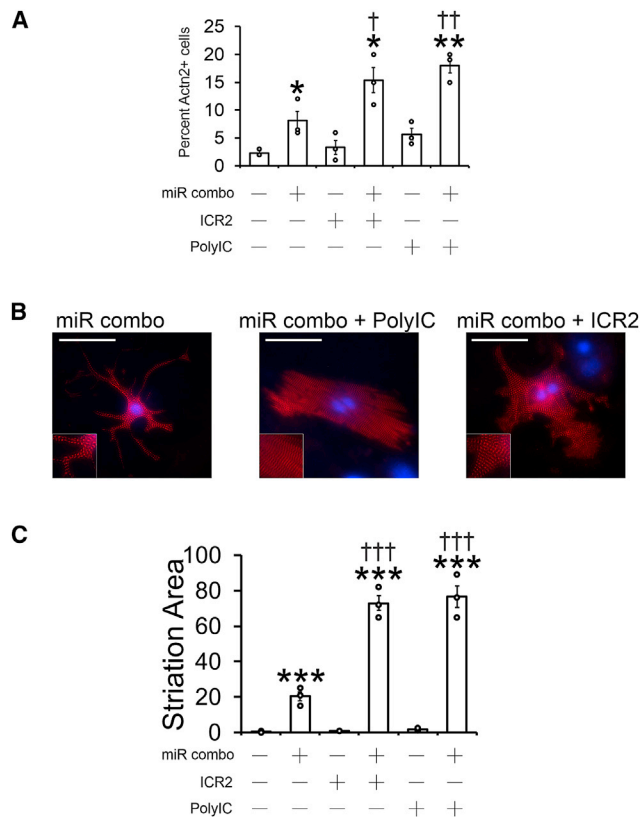 A
Percent Actn2+ cells
25
20
15
10
5
0
*
†
*
††
**
miR combo — + — + — +
ICR2 — — + + — —
PolyIC — — — — + +
B
miR combo
miR combo + PolyIC
miR combo + ICR2
C
Striation Area
100
80
60
40
20
0
***
†††
***
†††
***
miR combo — + — + — +
ICR2 — — + + — —
PolyIC — — — — + +